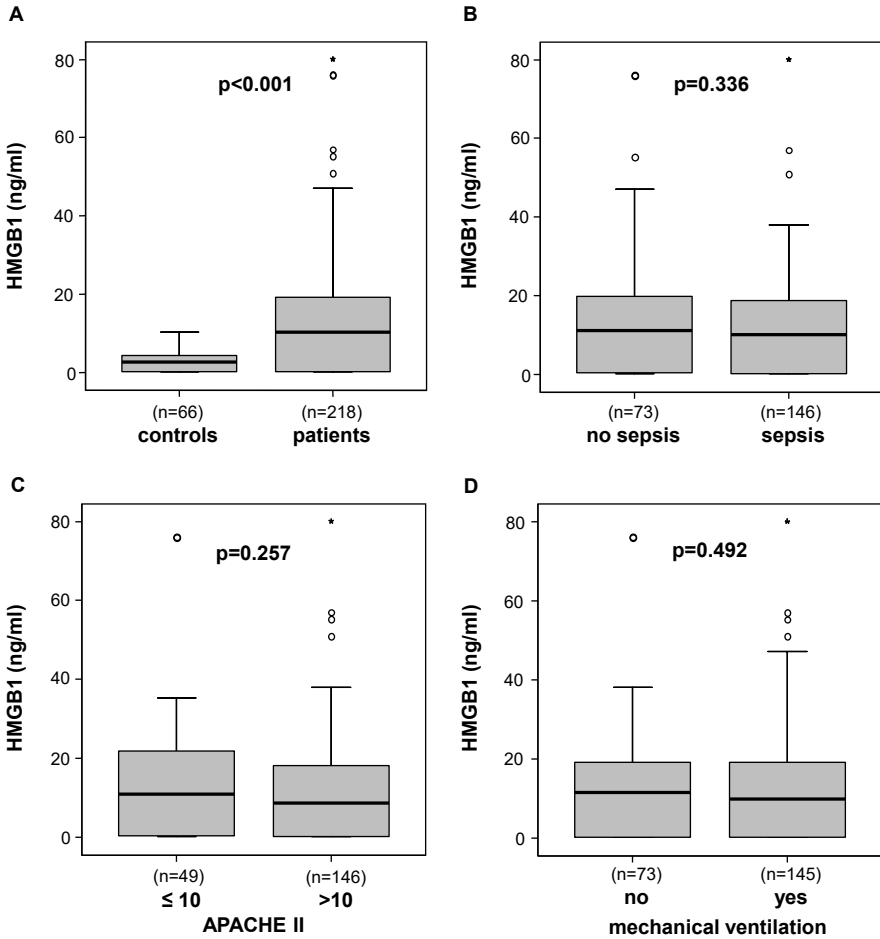 A
HMGB1 (ng/ml)
80
60
40
20
0
p<0.001
(n=66) (n=218)
controls patients
B
HMGB1 (ng/ml)
80
60
40
20
0
p=0.336
(n=73) (n=146)
no sepsis sepsis
C
HMGB1 (ng/ml)
80
60
40
20
0
p=0.257
(n=49) (n=146)
≤ 10 >10
APACHE II
D
HMGB1 (ng/ml)
80
60
40
20
0
p=0.492
(n=73) (n=145)
no yes
mechanical ventilation